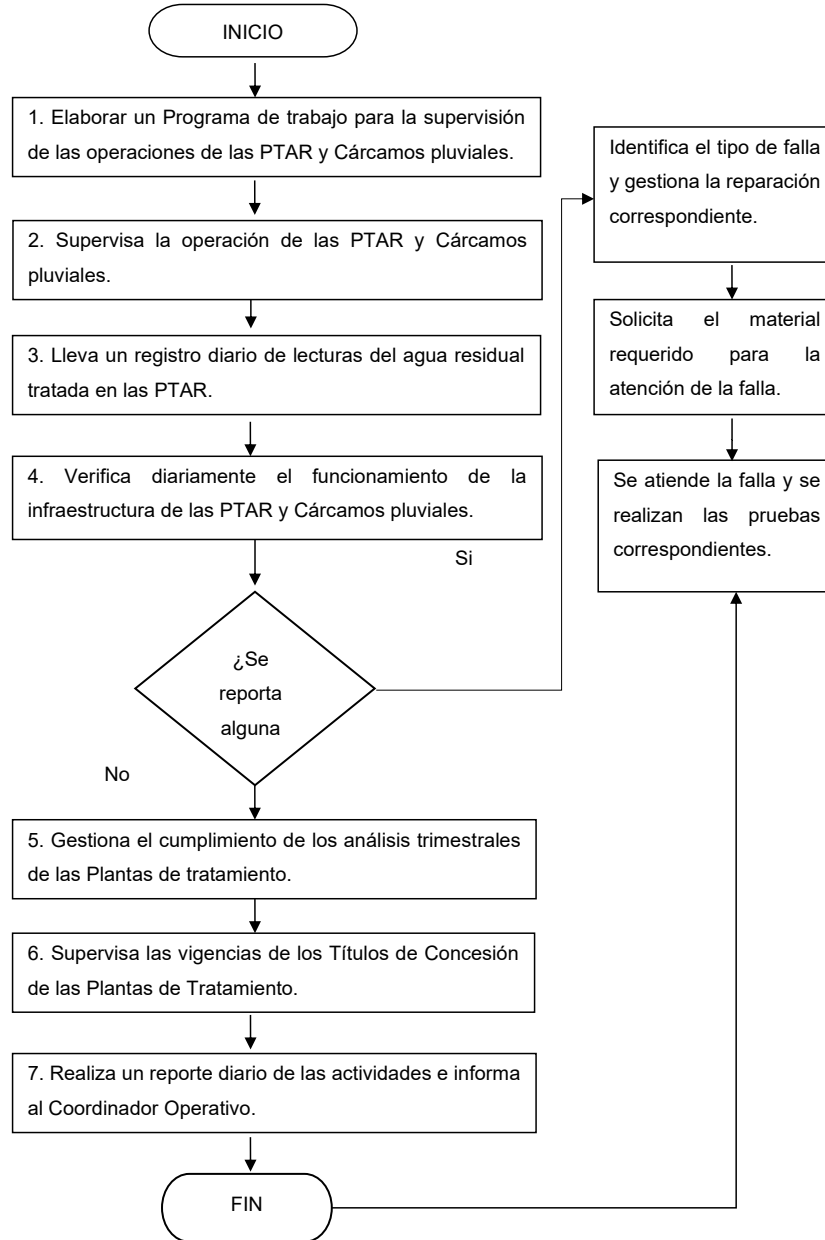 INICIO
1. Elaborar un Programa de trabajo para la supervisión
de las operaciones de las PTAR y Cárcamos pluviales.
2. Supervisa la operación de las PTAR y Cárcamos
pluviales.
3. Lleva un registro diario de lecturas del agua residual
tratada en las PTAR.
4. Verifica diariamente el funcionamiento de la
infraestructura de las PTAR y Cárcamos pluviales.
Si
¿Se
reporta
alguna
No
Identifica el tipo de falla
y gestiona la reparación
correspondiente.
Solicita el material
requerido para la
atención de la falla.
Se atiende la falla y se
realizan las pruebas
correspondientes.
5. Gestiona el cumplimiento de los análisis trimestrales
de las Plantas de tratamiento.
6. Supervisa las vigencias de los Títulos de Concesión
de las Plantas de Tratamiento.
7. Realiza un reporte diario de las actividades e informa
al Coordinador Operativo.
FIN